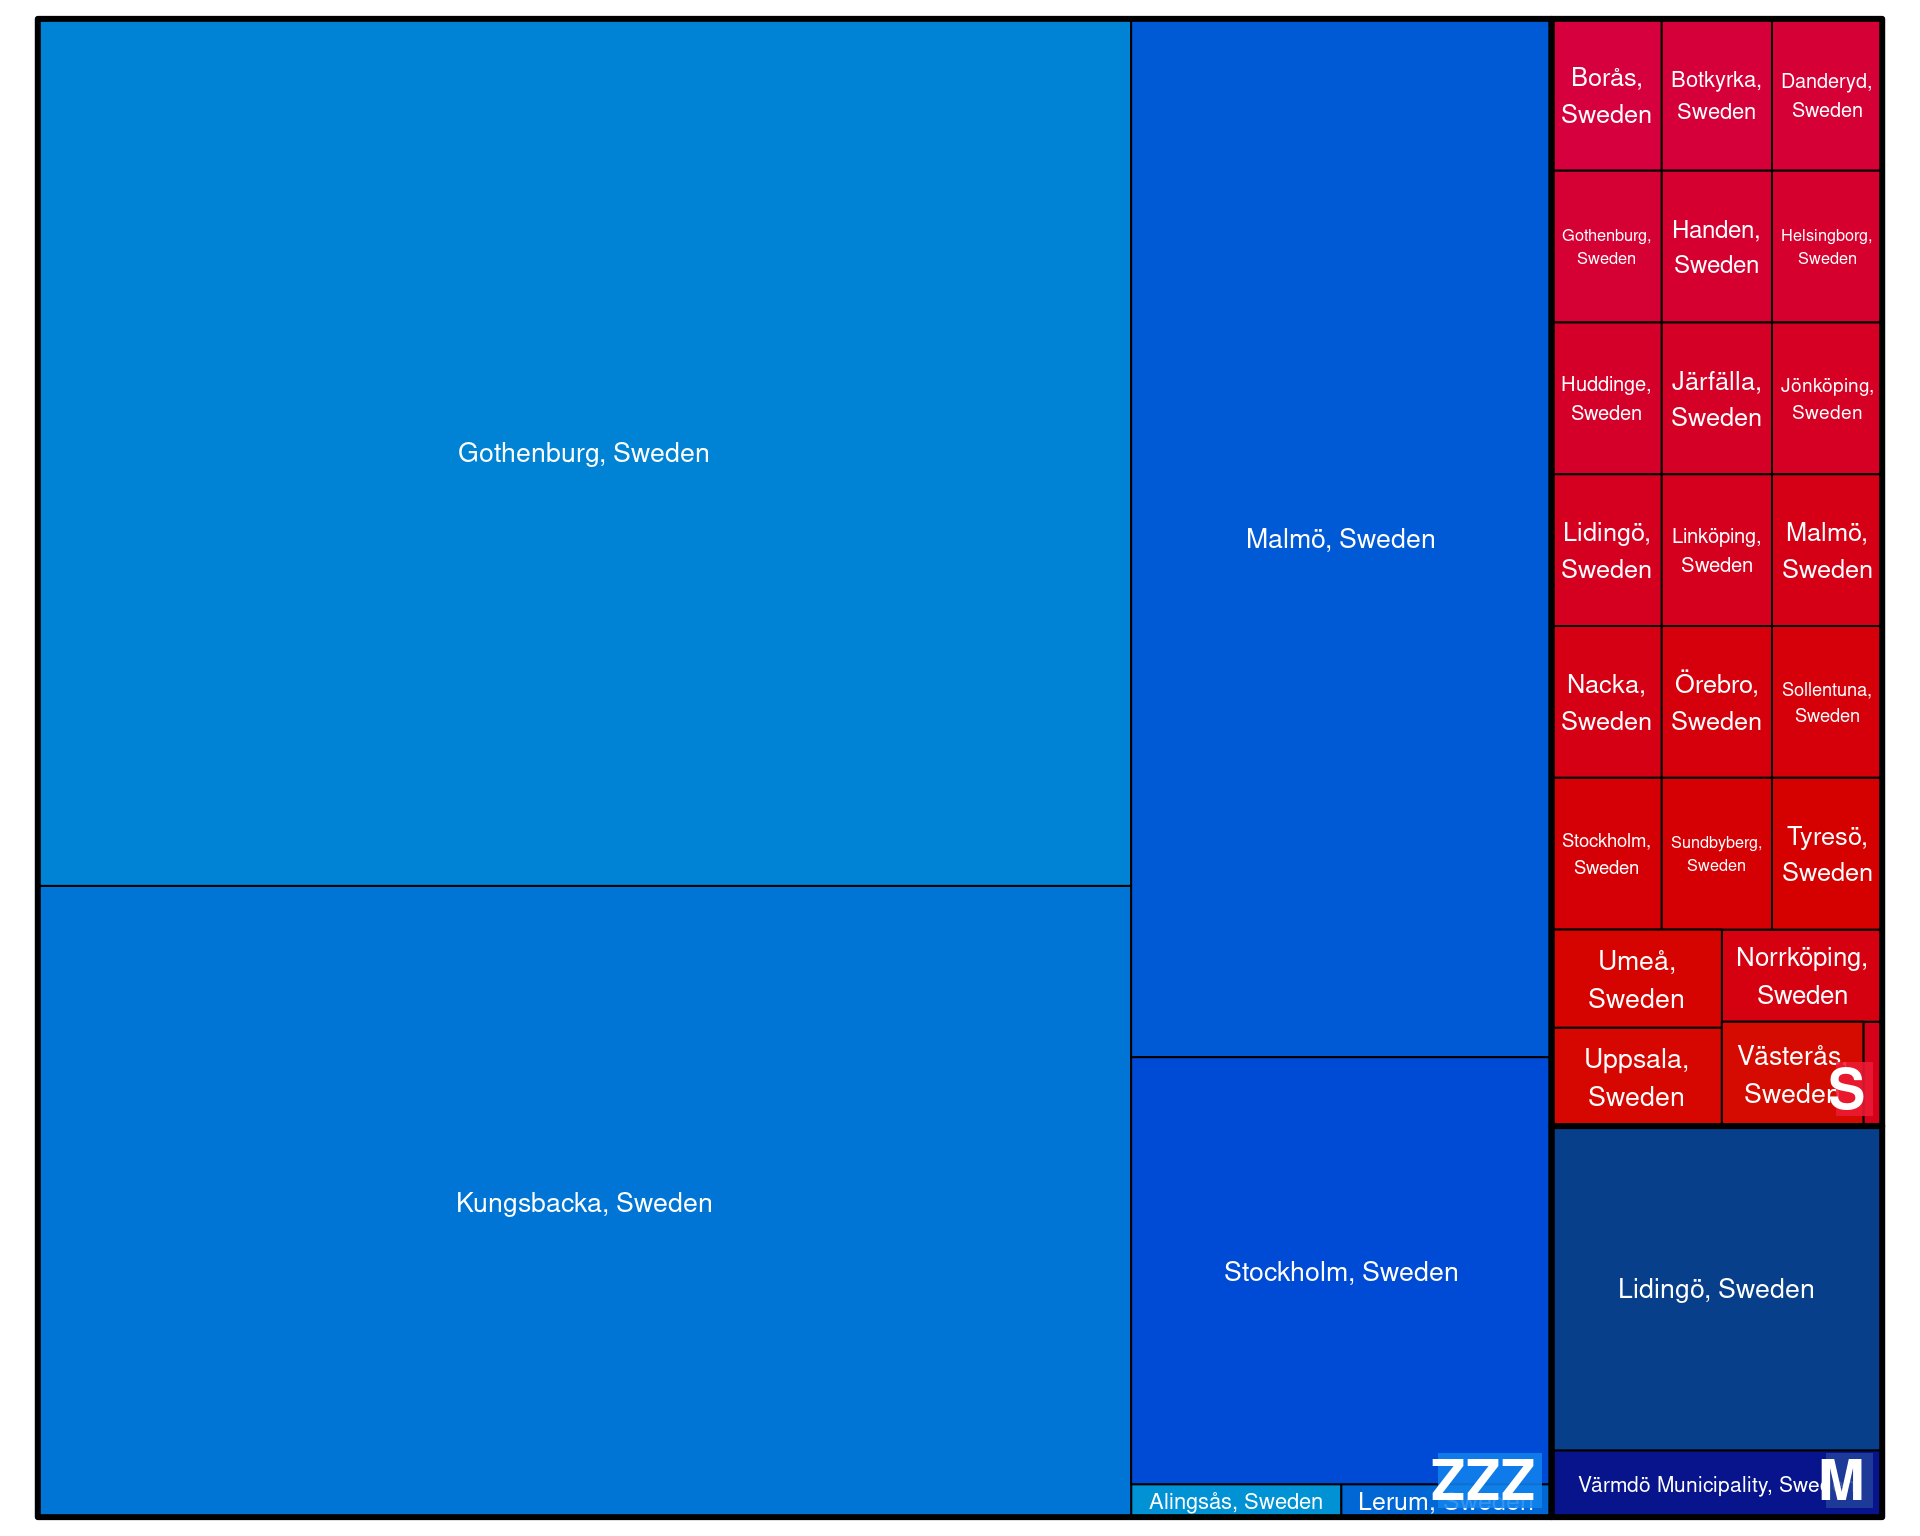 Gothenburg, Sweden
Kungsbacka, Sweden
Malmö, Sweden
Stockholm, Sweden
Alingsås, Sweden
Lerum, Sweden
ZZZ
Borås,
Sweden
Botkyrka,
Sweden
Danderyd,
Sweden
Gothenburg,
Sweden
Handen,
Sweden
Helsingborg,
Sweden
Huddinge,
Sweden
Järfälla,
Sweden
Jönköping,
Sweden
Lidingö,
Sweden
Linköping,
Sweden
Malmö,
Sweden
Nacka,
Sweden
Örebro,
Sweden
Sollentuna,
Sweden
Stockholm,
Sweden
Sundbyberg,
Sweden
Tyresö,
Sweden
Umeå,
Sweden
Norrköping,
Sweden
Uppsala,
Sweden
Västerås,
Sweden
S
Lidingö, Sweden
Värmdö Municipality, Sweden
M